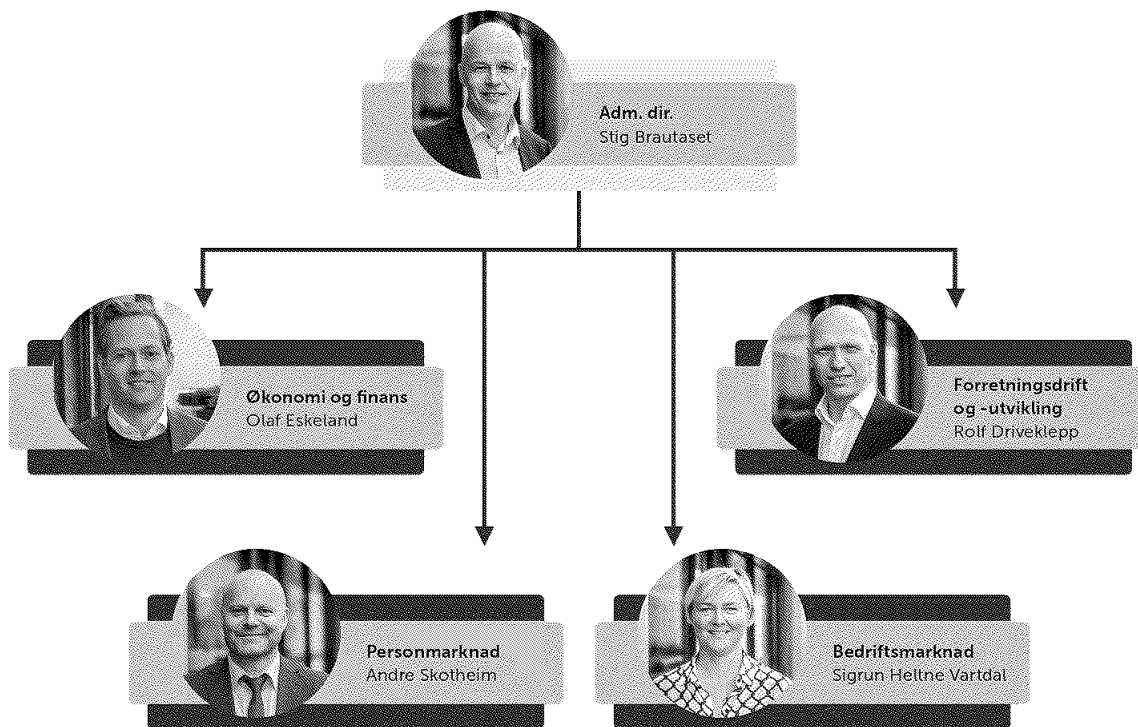 Adm. dir.
Stig Brautaset
Økonomi og finans
Olaf Eskeland
Forretningsdrift
og -utvikling
Rolf Driveklepp
Personmarknad
Andre Skotheim
Bedriftsmarknad
Sigrun Heltne Vartdal